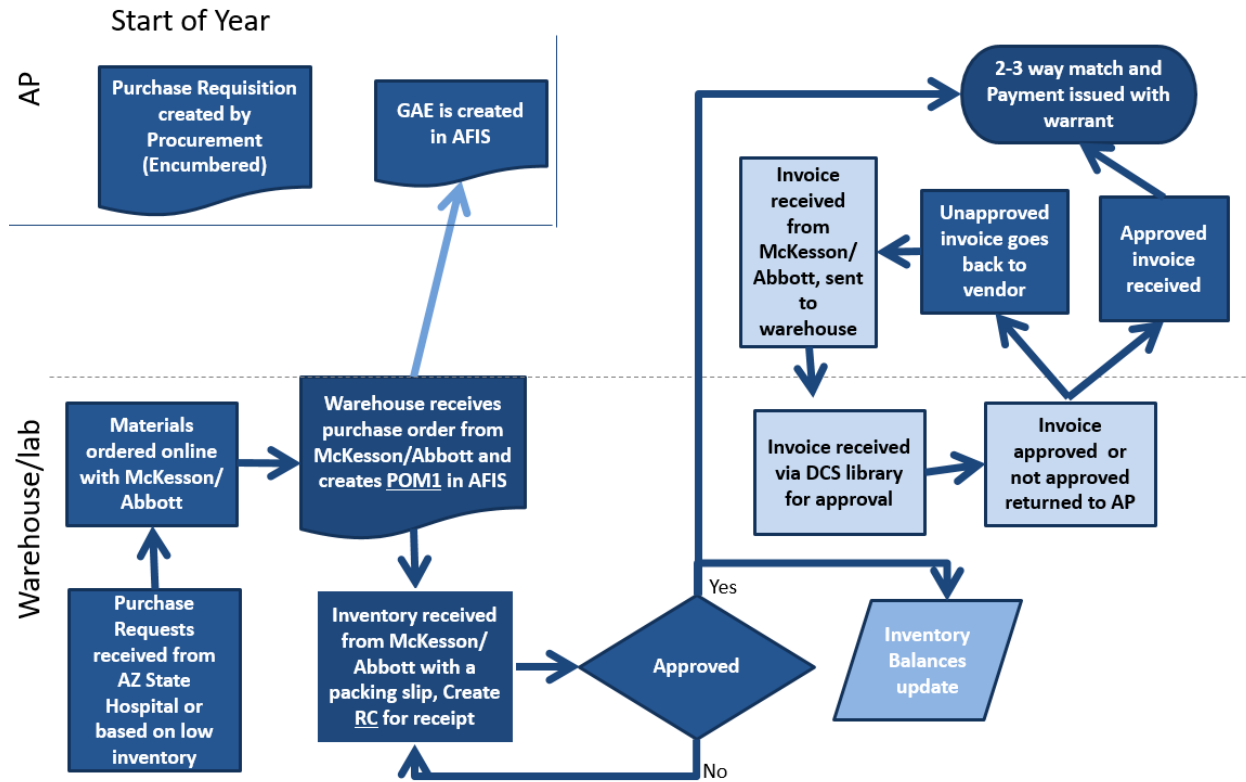 Start of Year
AP
Purchase Requisition
created by
Procurement
(Encumbered)
GAE is created
in AFIS
2-3 way match and
Payment issued with
warrant
Invoice
received
from
McKesson/
Abbott, sent
to
warehouse
Unapproved
invoice goes
back to
vendor
Approved
invoice
received
Warehouse/lab
Materials
ordered online
with McKesson/
Abbott
Warehouse receives
purchase order from
McKesson/Abbott and
creates POM1 in AFIS
Invoice received
via DCS library
for approval
Invoice
approved or
not approved
returned to AP
Purchase
Requests
received from
AZ State
Hospital or
based on low
inventory
Inventory received
from McKesson/
Abbott with a
packing slip, Create
RC for receipt
Approved
Yes
No
Inventory
Balances
update